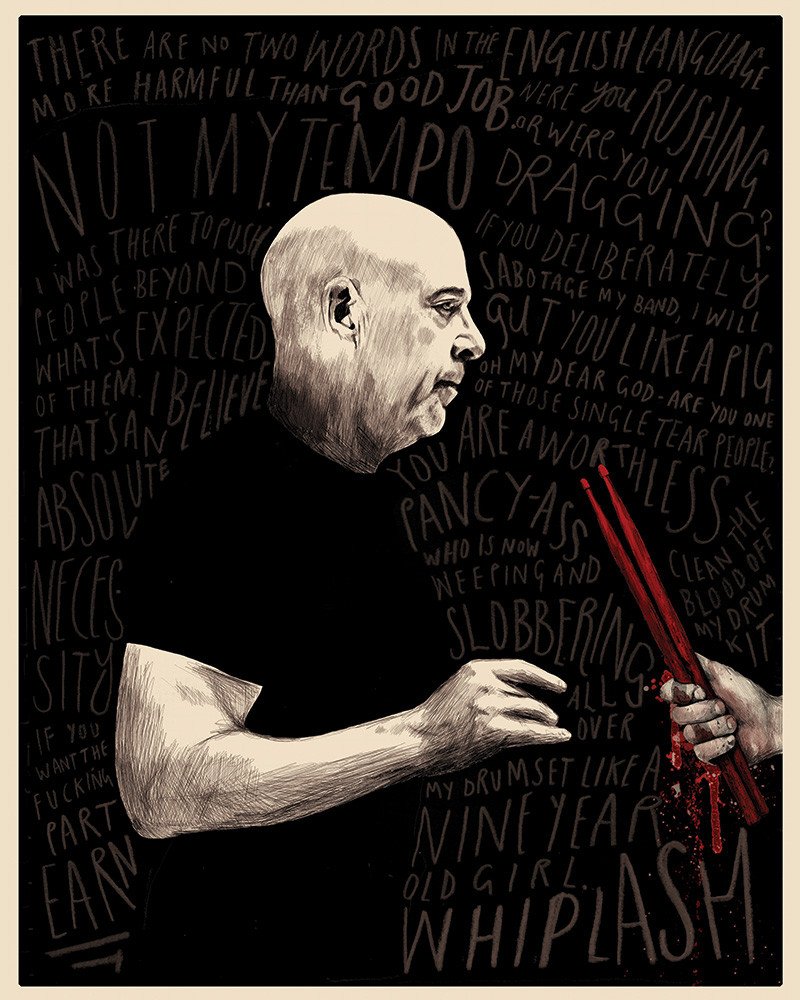 THERE ARE NO TWO WORDS IN THE ENGLISH LANGUAGE
MORE HARMFUL THAN GOOD JOB.
WERE YOU RUSHING
OR WERE YOU
DRAGGING?
NOT MY TEMPO
I WAS THERE TO PUSH
PEOPLE BEYOND
WHAT'S EXPECTED
OF THEM. I BELIEVE
THAT'S AN
ABSOLUTE
NECES-
SITY
IF YOU
WANT THE
FUCKING
PART
EARN
IT
IF YOU DELIBERATELY
SABOTAGE MY BAND, I WILL
GUT YOU LIKE A PIG
OH MY DEAR GOD - ARE YOU ONE
OF THOSE SINGLE TEAR PEOPLE?
YOU ARE A WORTHLESS
PANCY-ASS
WHO IS NOW
WEEPING AND
SLOBBERING
ALL
OVER
MY DRUMSET LIKE A
NINE YEAR
OLD GIRL.
CLEAN THE
BLOOD OFF
MY DRUM
KIT
WHIPLASH